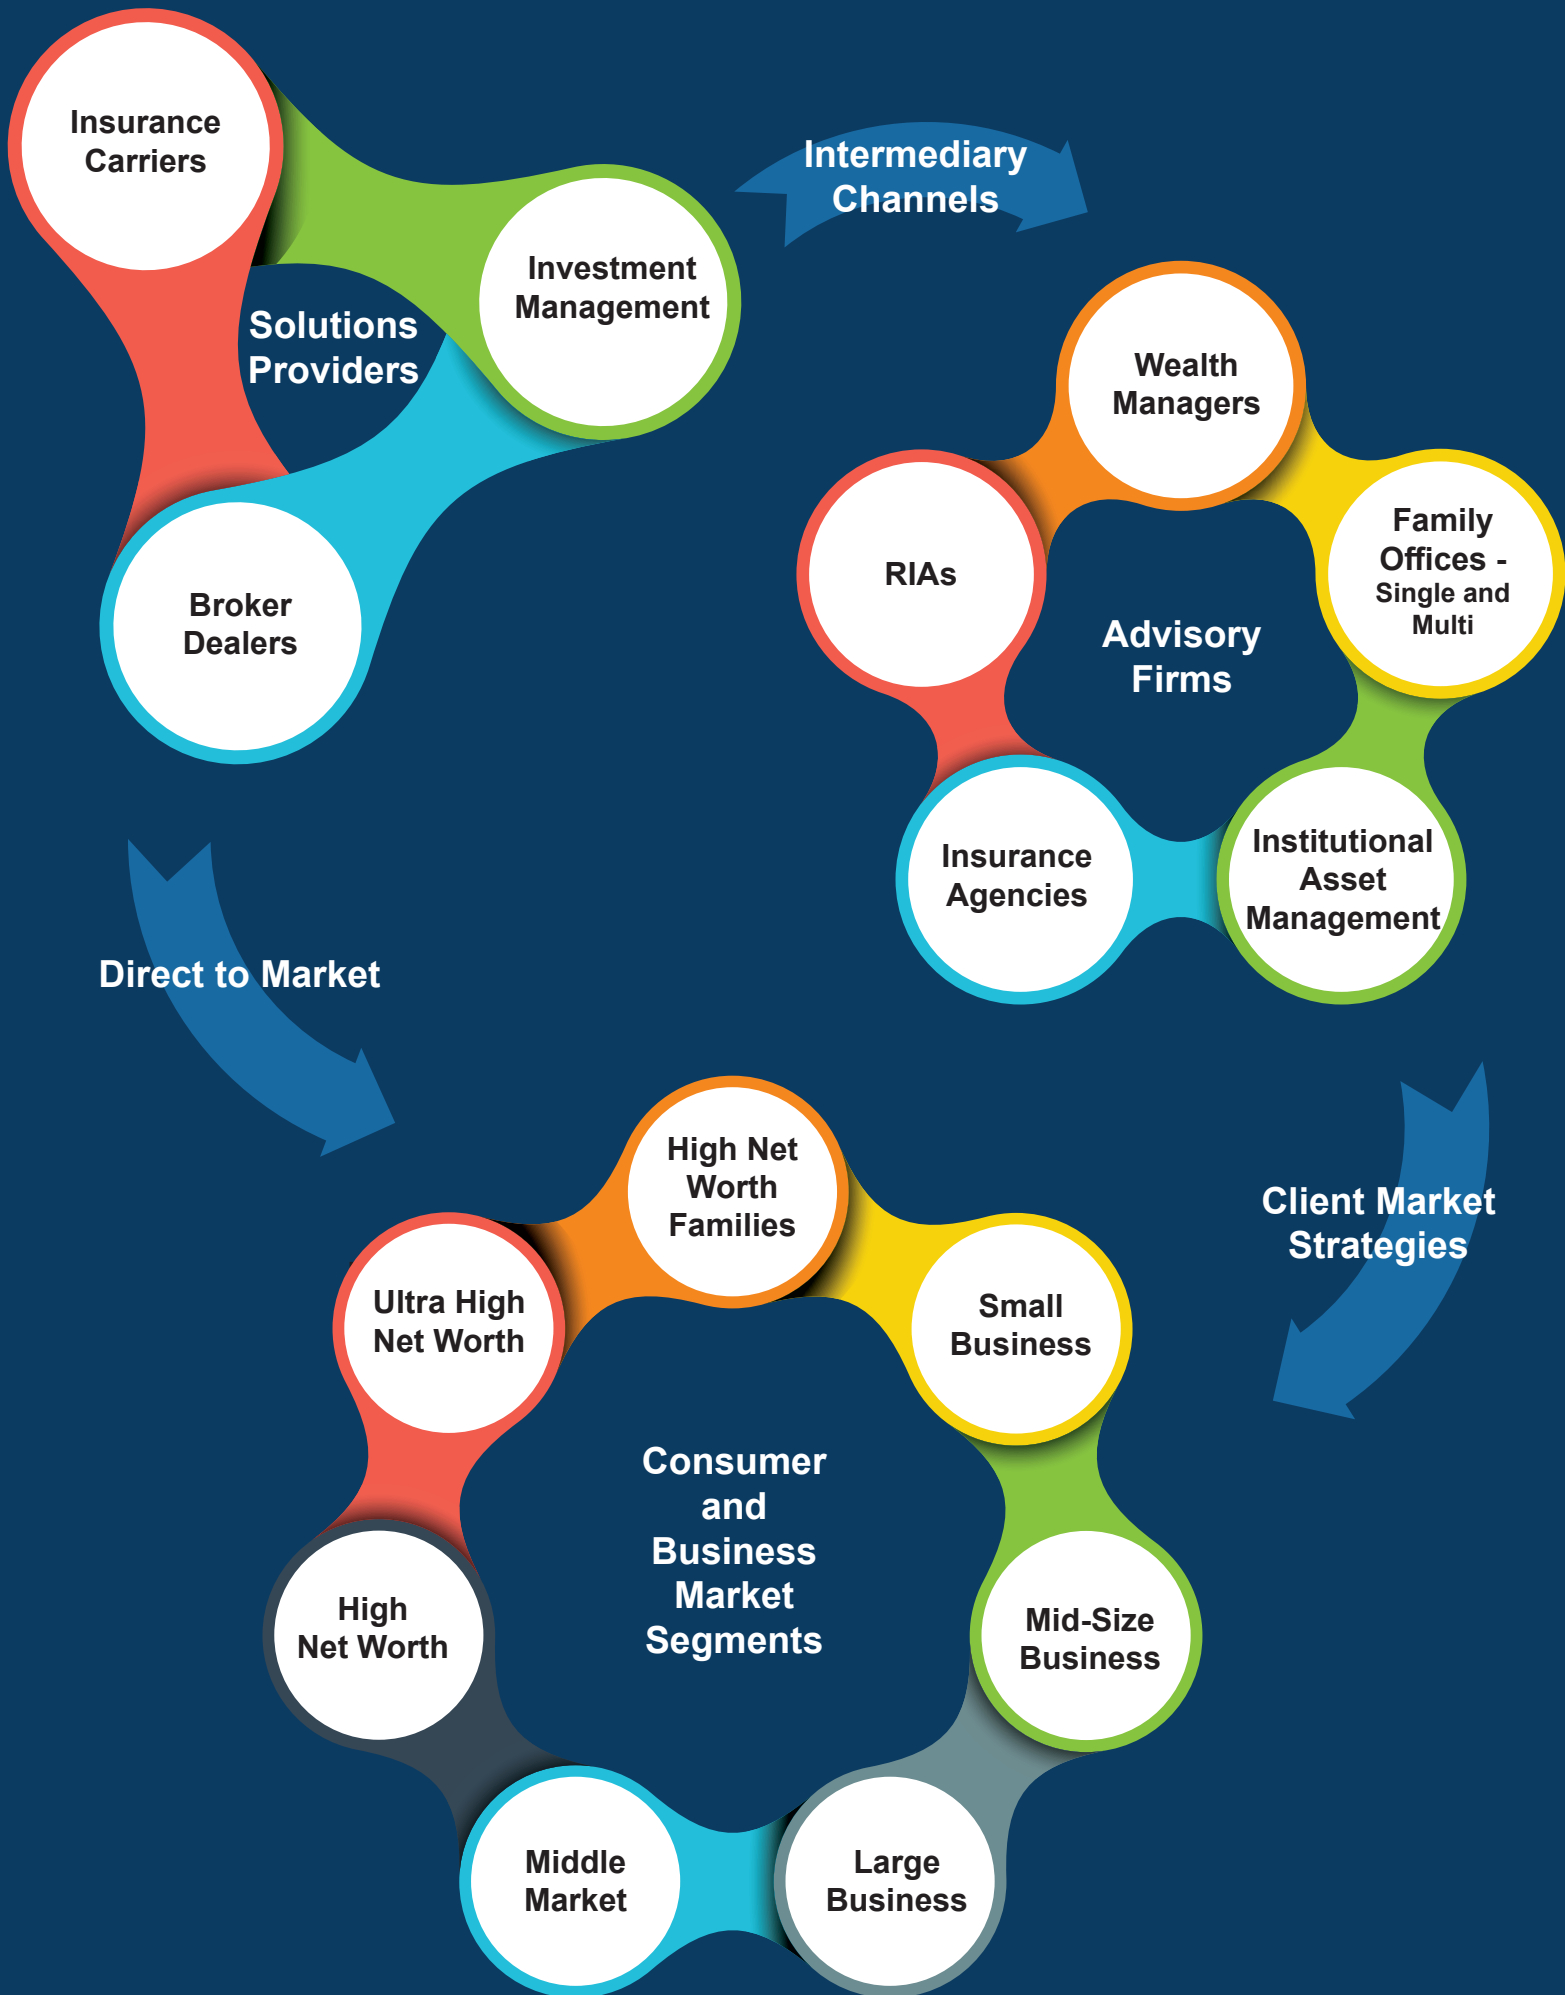 Insurance
Carriers
Investment
Management
Solutions
Providers
Broker
Dealers
Intermediary
Channels
Wealth
Managers
Family
Offices -
Single and
Multi
RIAs
Advisory
Firms
Insurance
Agencies
Institutional
Asset
Management
Direct to Market
Client Market
Strategies
High Net
Worth
Families
Ultra High
Net Worth
Small
Business
Consumer
and
Business
Market
Segments
High
Net Worth
Mid-Size
Business
Middle
Market
Large
Business